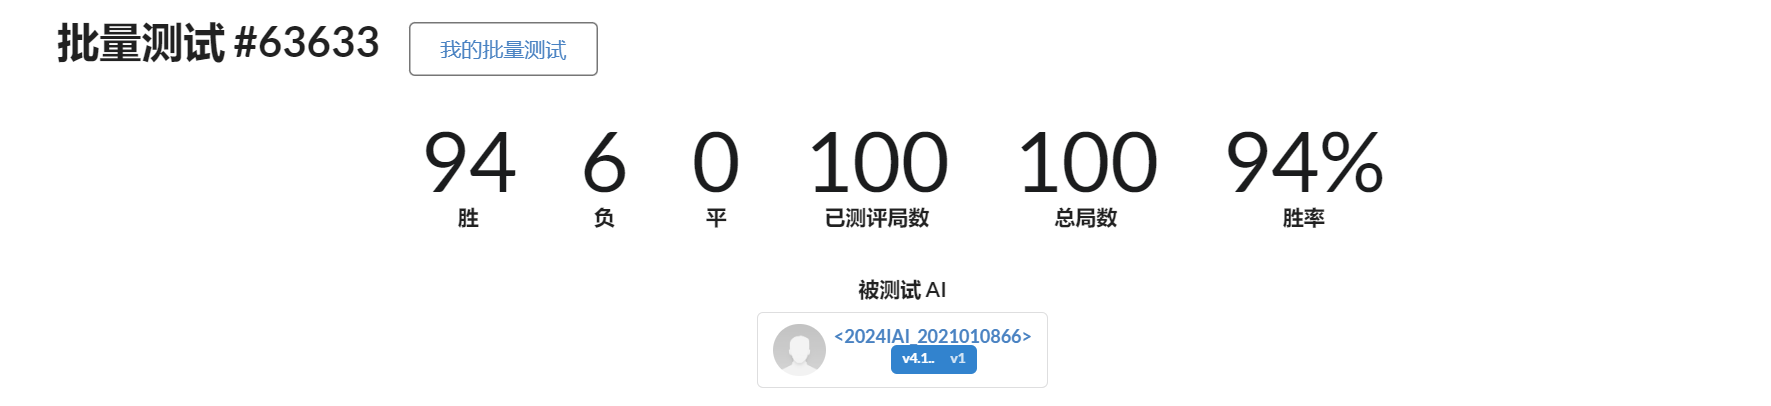 批量测试 #63633 我的批量测试
94 6 0 100 100 94%
胜 负 平 已测评局数 总局数 胜率
被测试 AI
<2024IAI_2021010866>
v4.1.. v1